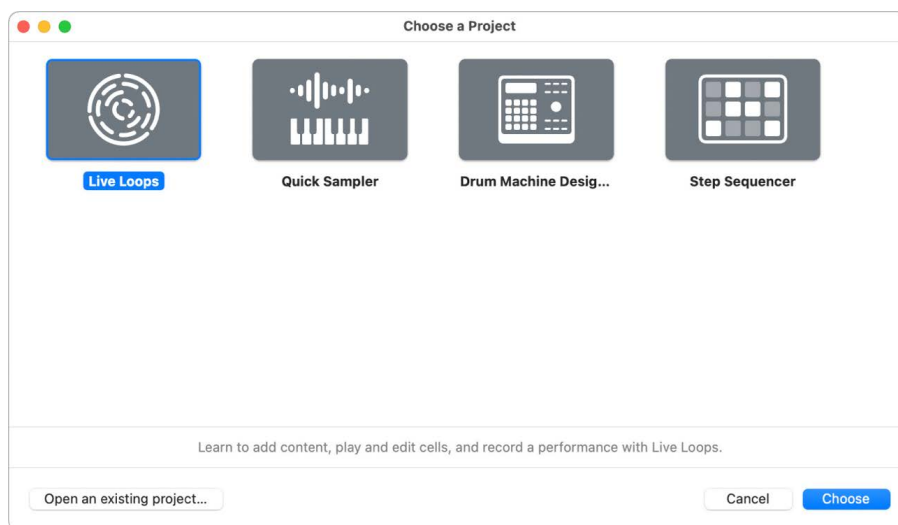 Choose a Project
Live Loops
Quick Sampler
Drum Machine Desig...
Step Sequencer
Learn to add content, play and edit cells, and record a performance with Live Loops.
Open an existing project...
Cancel
Choose